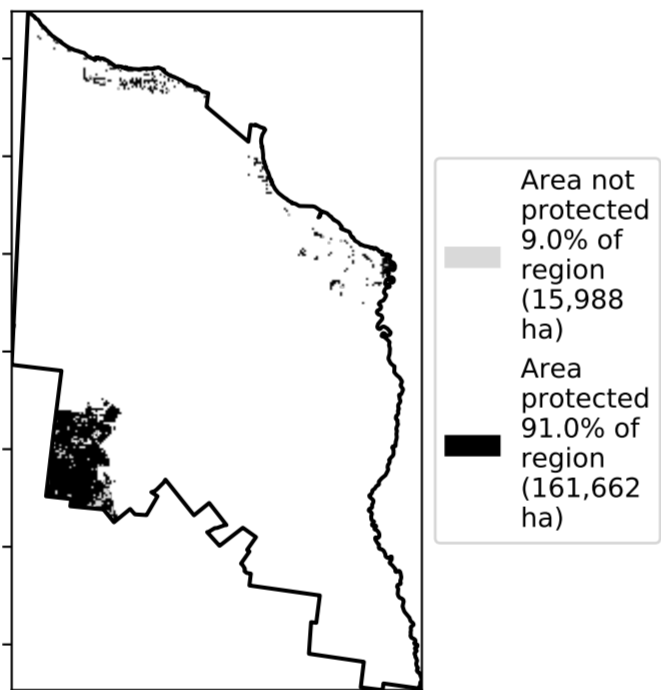 Area not
protected
9.0% of
region
(15,988
ha)
Area
protected
91.0% of
region
(161,662
ha)